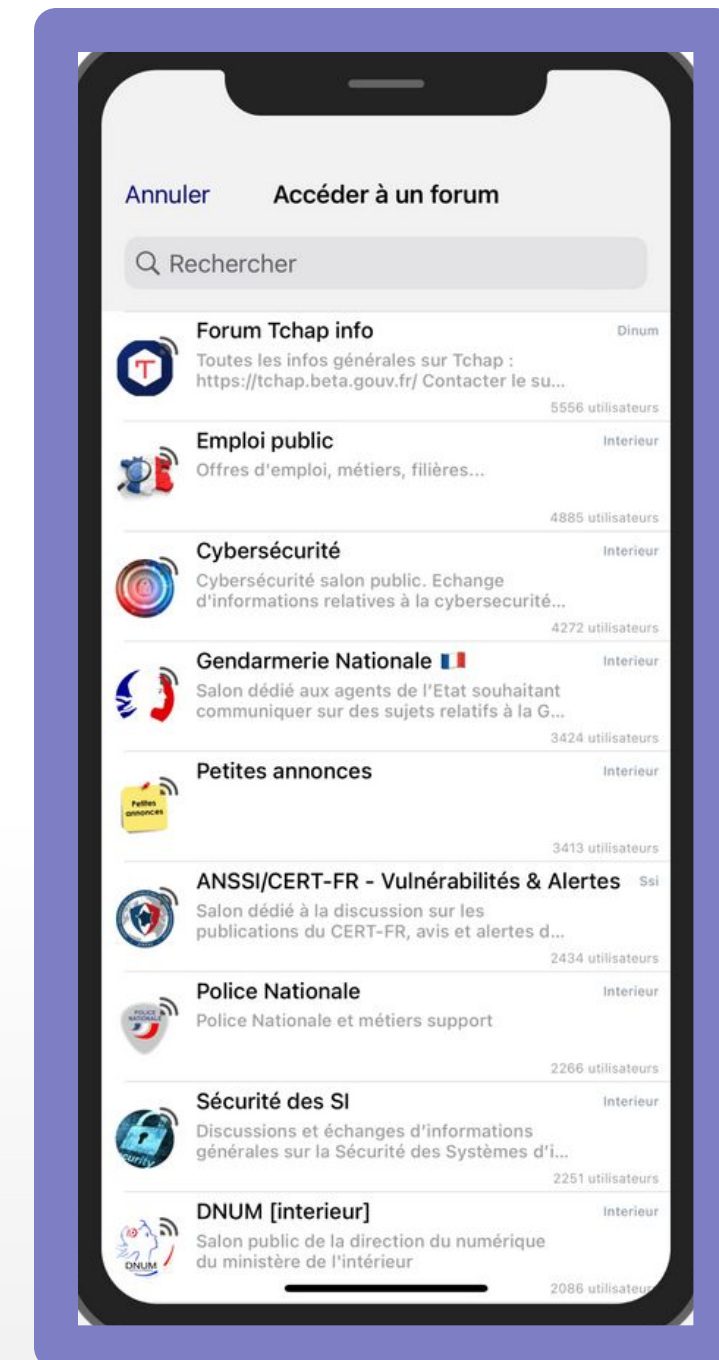 Annuler
Accéder à un forum
Rechercher
Forum Tchap info
Dinum
Toutes les infos générales sur Tchap :
https://tchap.beta.gouv.fr/ Contacter le su...
5556 utilisateurs
Emploi public
Interieur
Offres d'emploi, métiers, filières...
4885 utilisateurs
Cybersécurité
Interieur
Cybersécurité salon public. Echange
d'informations relatives à la cybersecurité...
4272 utilisateurs
Gendarmerie Nationale 🇫🇷
Interieur
Salon dédié aux agents de l'Etat souhaitant
communiquer sur des sujets relatifs à la G...
3424 utilisateurs
Petites annonces
Interieur
Petites
annonces
3413 utilisateurs
ANSSI/CERT-FR - Vulnérabilités & Alertes
Ssi
Salon dédié à la discussion sur les
publications du CERT-FR, avis et alertes d...
2434 utilisateurs
Police Nationale
Interieur
POLICE
NATIONALE
Police Nationale et métiers support
2266 utilisateurs
Sécurité des SI
Interieur
Discussions et échanges d'informations
générales sur la Sécurité des Systèmes d'i...
curity
2251 utilisateurs
DNUM [interieur]
Interieur
Salon public de la direction du numérique
du ministère de l'intérieur
DNUM
2086 utilisateur